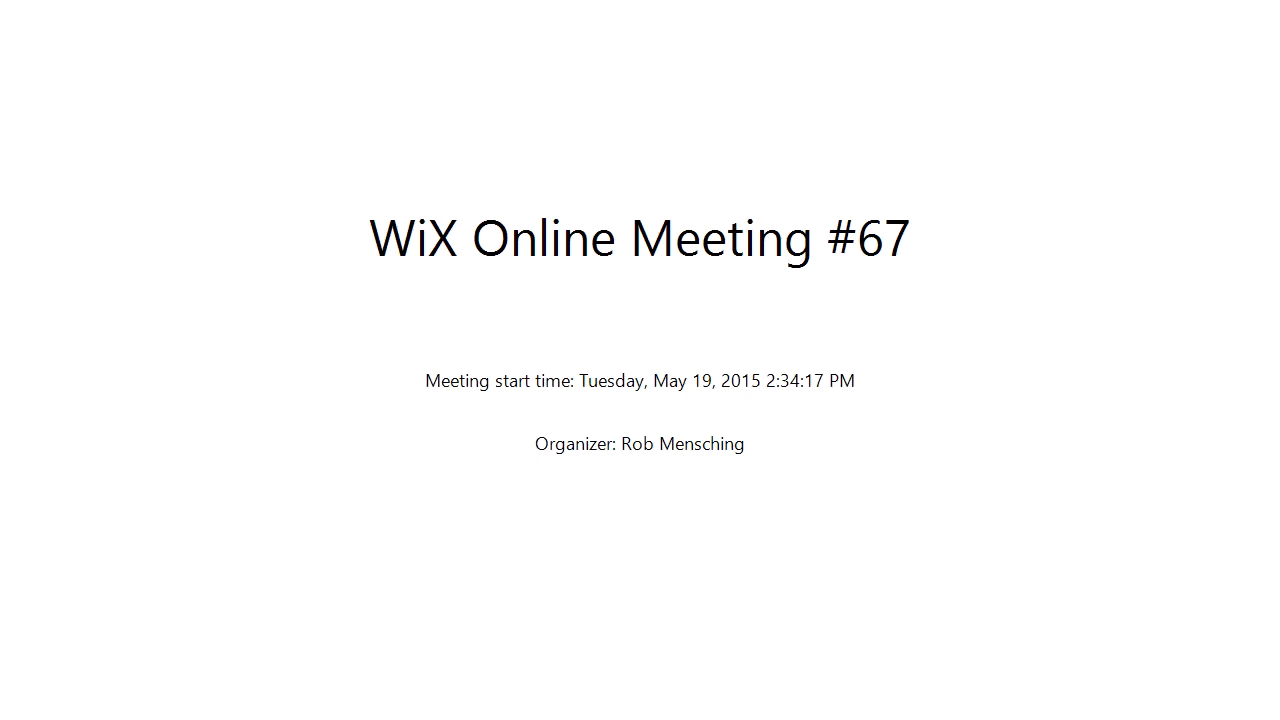 WiX Online Meeting #67
Meeting start time: Tuesday, May 19, 2015 2:34:17 PM
Organizer: Rob Mensching